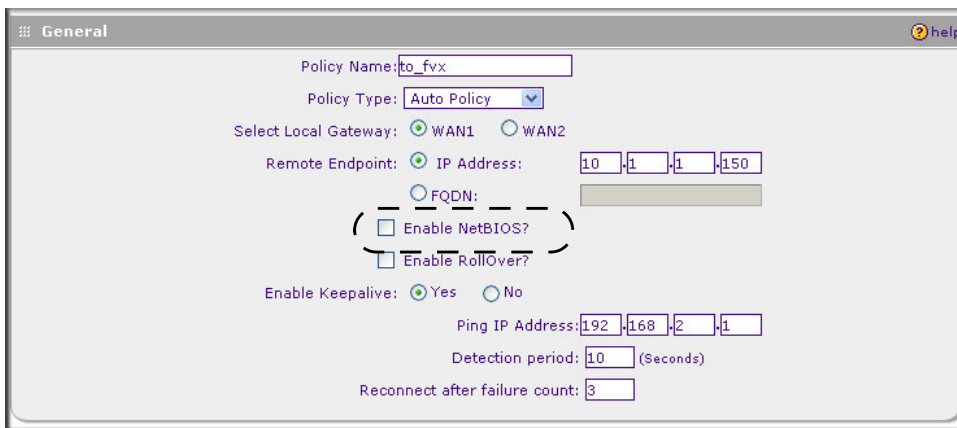 General help
Policy Name: to_fvx
Policy Type: Auto Policy
Select Local Gateway: WAN1 WAN2
Remote Endpoint: IP Address: 10 .1 .1 .150
FQDN:
Enable NetBIOS?
Enable RollOver?
Enable Keepalive: Yes No
Ping IP Address: 192 .168 .2 .1
Detection period: 10 (Seconds)
Reconnect after failure count: 3